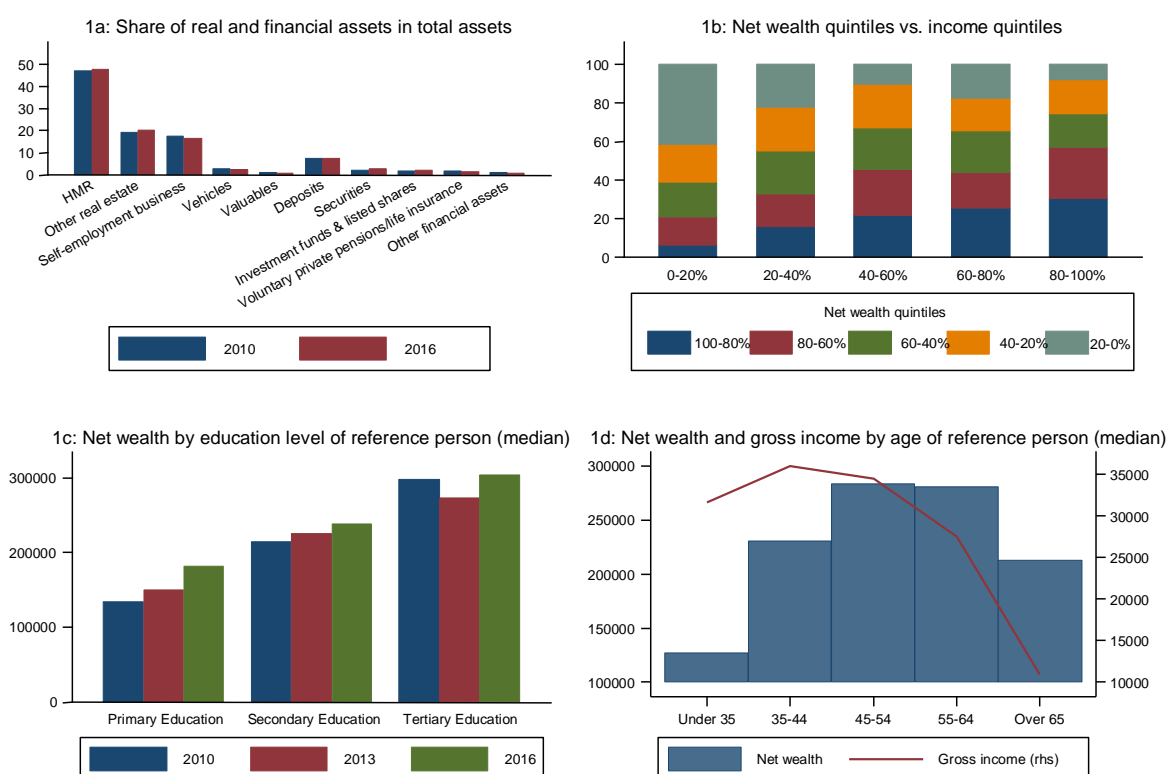 1a: Share of real and financial assets in total assets
50
40
30
20
10
0
HMR
Other real estate
Self-employment business
Vehicles
Valuables
Deposits
Securities
Investment funds & listed shares
Voluntary private pensions/life insurance
Other financial assets
2010
2016
1b: Net wealth quintiles vs. income quintiles
100
80
60
40
20
0
0-20%
20-40%
40-60%
60-80%
80-100%
Net wealth quintiles
100-80%
80-60%
60-40%
40-20%
20-0%
1c: Net wealth by education level of reference person (median)
300000
200000
100000
0
Primary Education
Secondary Education
Tertiary Education
2010
2013
2016
1d: Net wealth and gross income by age of reference person (median)
300000
250000
200000
150000
100000
35000
30000
25000
20000
15000
10000
Under 35
35-44
45-54
55-64
Over 65
Net wealth
Gross income (rhs)